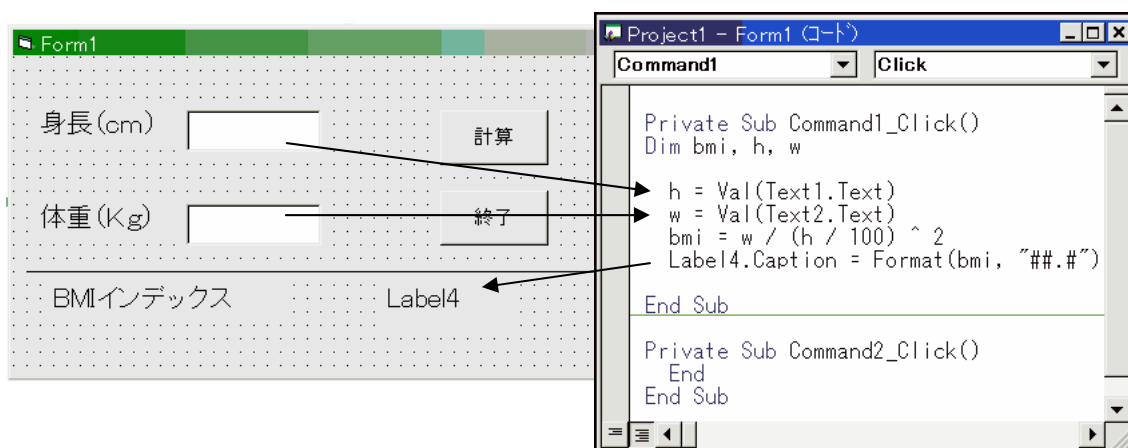 Form1
身長(cm)
計算
体重(Kg)
終了
BMIインデックス
Label4
Project1 - Form1 (コード)
Command1
Click
Private Sub Command1_Click()
Dim bmi, h, w
h = Val(Text1.Text)
w = Val(Text2.Text)
bmi = w / (h / 100) ^ 2
Label4.Caption = Format(bmi, "##.#")
End Sub
Private Sub Command2_Click()
End
End Sub